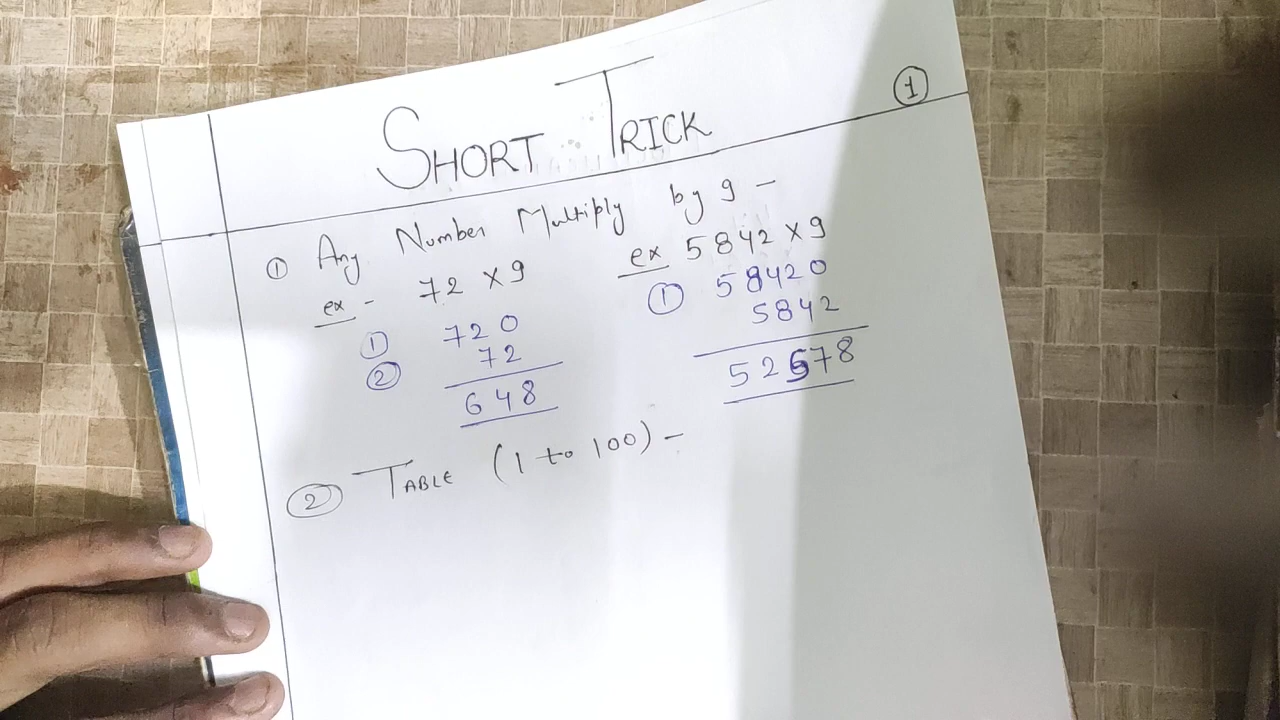 SHORT TRICK
1
① Any Number Multiply by 9 -
ex - 72 × 9
① 720
② 72
648
ex 5842 × 9
① 58420
5842
52578
② TABLE (1 to 100) -